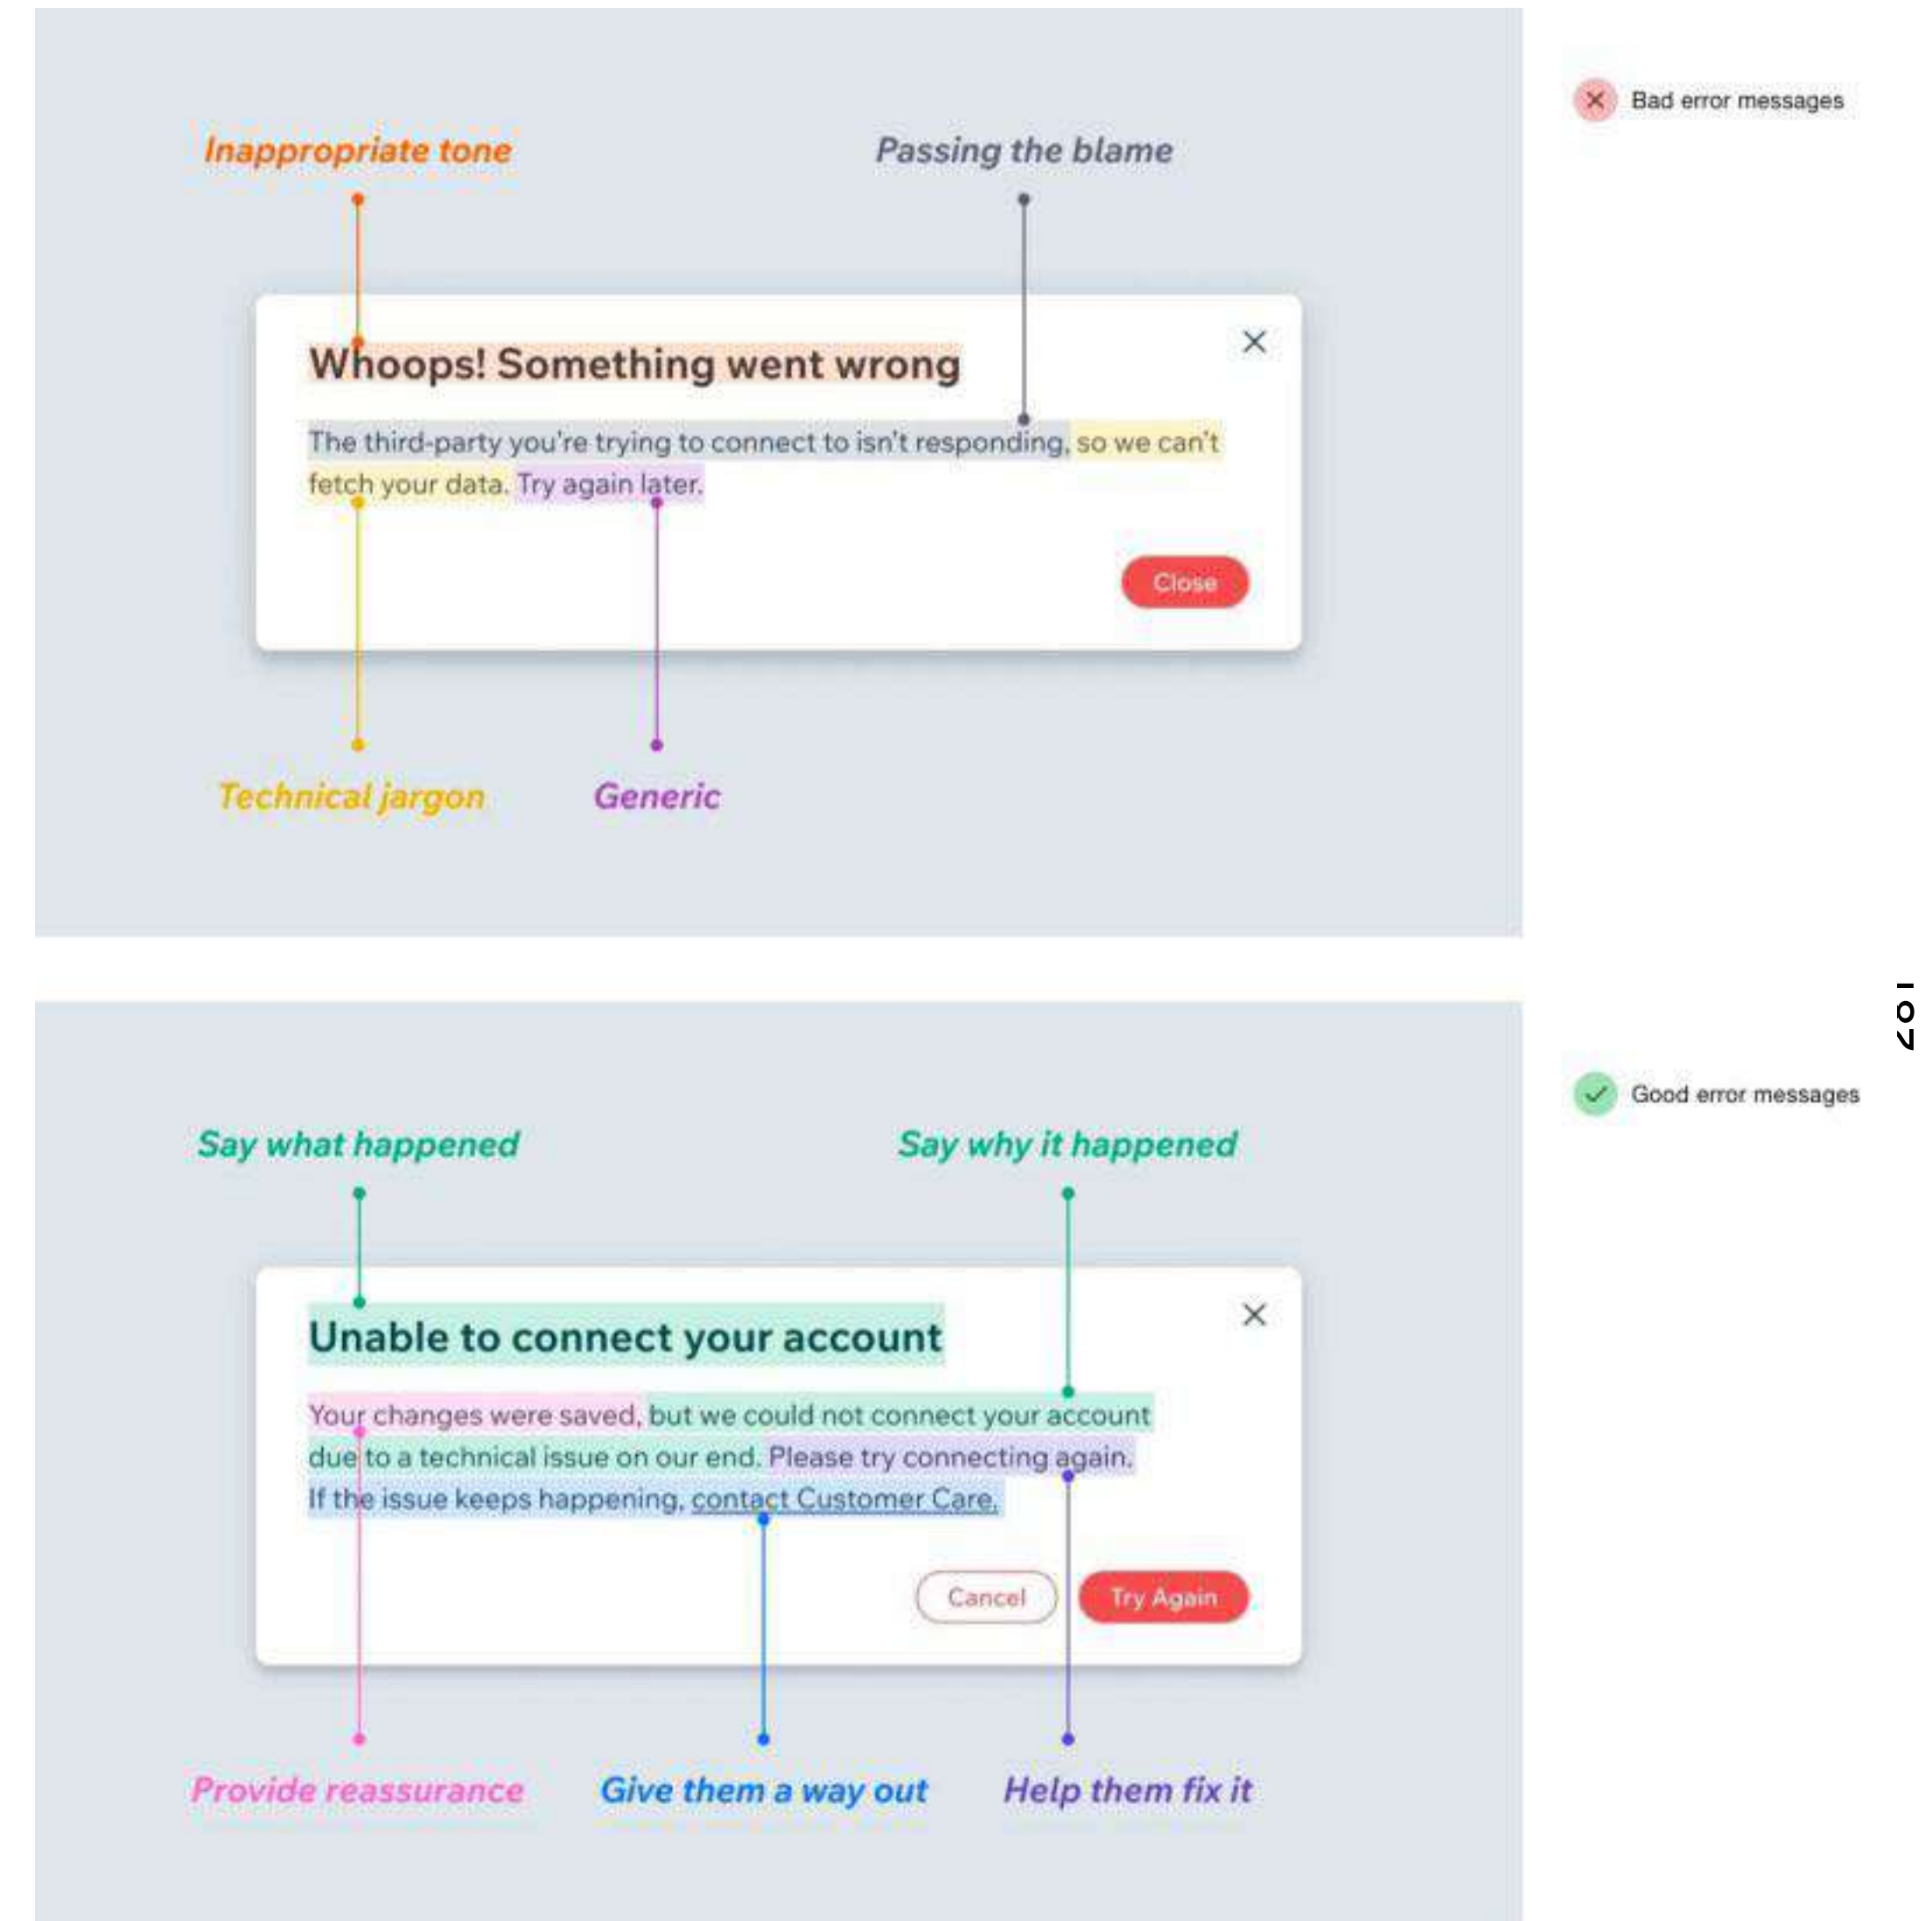 Bad error messages
Inappropriate tone
Passing the blame
Whoops! Something went wrong
The third-party you're trying to connect to isn't responding, so we can't
fetch your data. Try again later.
Close
Technical jargon
Generic
Good error messages
Say what happened
Say why it happened
Unable to connect your account
Your changes were saved, but we could not connect your account
due to a technical issue on our end. Please try connecting again.
If the issue keeps happening, contact Customer Care.
Cancel
Try Again
Provide reassurance
Give them a way out
Help them fix it